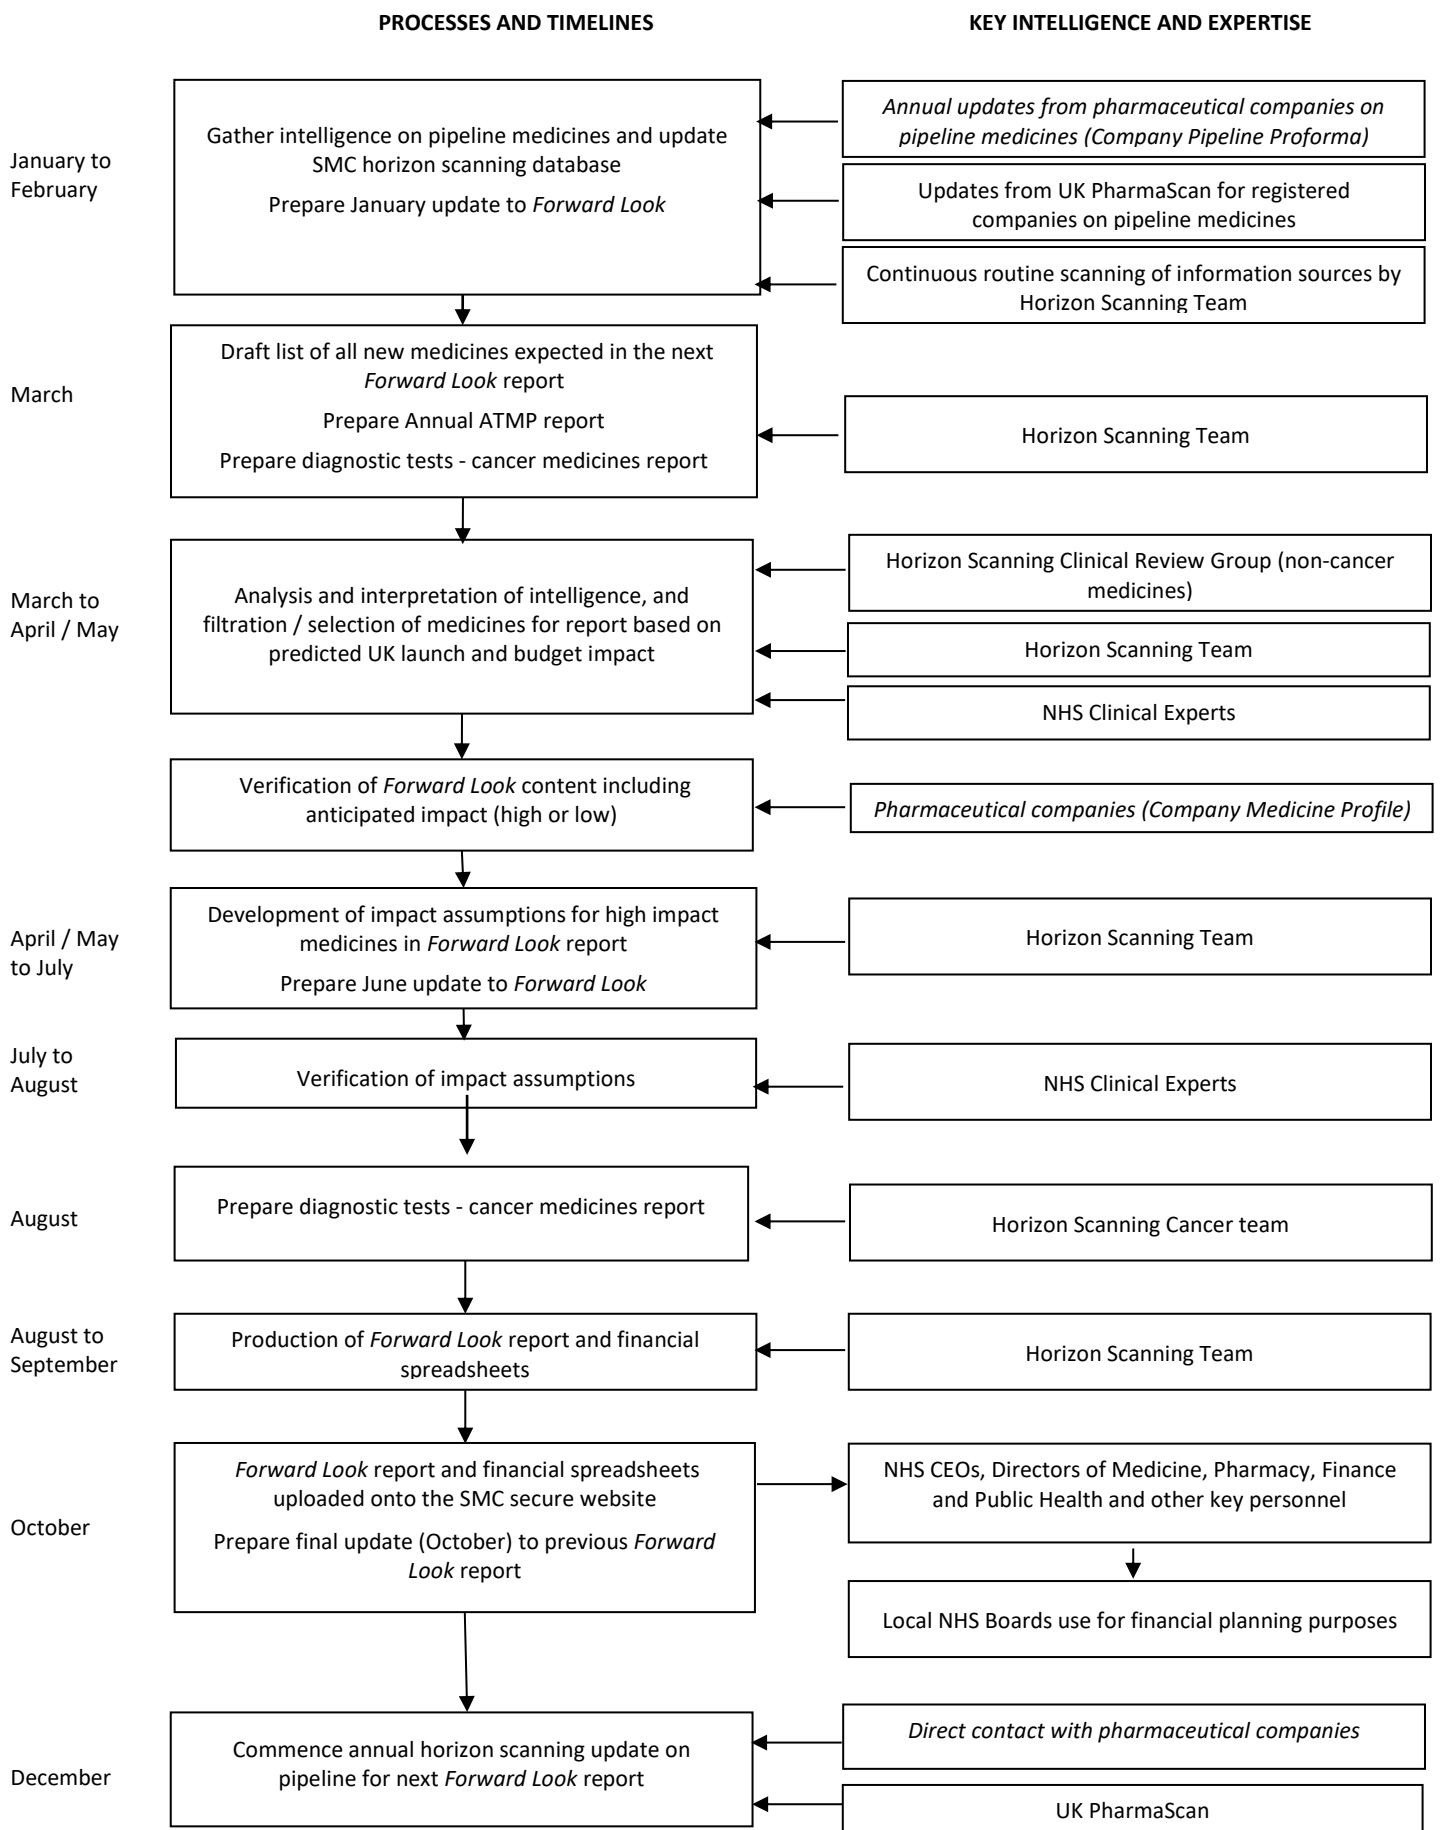 PROCESSES AND TIMELINES
KEY INTELLIGENCE AND EXPERTISE
January to
February
Gather intelligence on pipeline medicines and update
SMC horizon scanning database
Prepare January update to Forward Look
Annual updates from pharmaceutical companies on
pipeline medicines (Company Pipeline Proforma)
Updates from UK PharmaScan for registered
companies on pipeline medicines
Continuous routine scanning of information sources by
Horizon Scanning Team
March
Draft list of all new medicines expected in the next
Forward Look report
Prepare Annual ATMP report
Prepare diagnostic tests - cancer medicines report
Horizon Scanning Team
March to
April / May
Analysis and interpretation of intelligence, and
filtration / selection of medicines for report based on
predicted UK launch and budget impact
Horizon Scanning Clinical Review Group (non-cancer
medicines)
Horizon Scanning Team
NHS Clinical Experts
Verification of Forward Look content including
anticipated impact (high or low)
Pharmaceutical companies (Company Medicine Profile)
April / May
to July
Development of impact assumptions for high impact
medicines in Forward Look report
Prepare June update to Forward Look
Horizon Scanning Team
July to
August
Verification of impact assumptions
NHS Clinical Experts
August
Prepare diagnostic tests - cancer medicines report
Horizon Scanning Cancer team
August to
September
Production of Forward Look report and financial
spreadsheets
Horizon Scanning Team
October
Forward Look report and financial spreadsheets
uploaded onto the SMC secure website
Prepare final update (October) to previous Forward
Look report
NHS CEOs, Directors of Medicine, Pharmacy, Finance
and Public Health and other key personnel
Local NHS Boards use for financial planning purposes
December
Commence annual horizon scanning update on
pipeline for next Forward Look report
Direct contact with pharmaceutical companies
UK PharmaScan